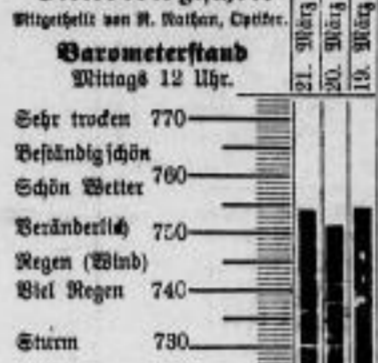 Mitgetheilt von R. Nathan, Optiker.
Barometerstand
Mittags 12 Uhr.
21. März
20. März
19. März
Sehr trocken 770
Beständig schön
Schön Wetter 760
Veränderlich 750
Regen (Wind)
Viel Regen 740
Sturm 730